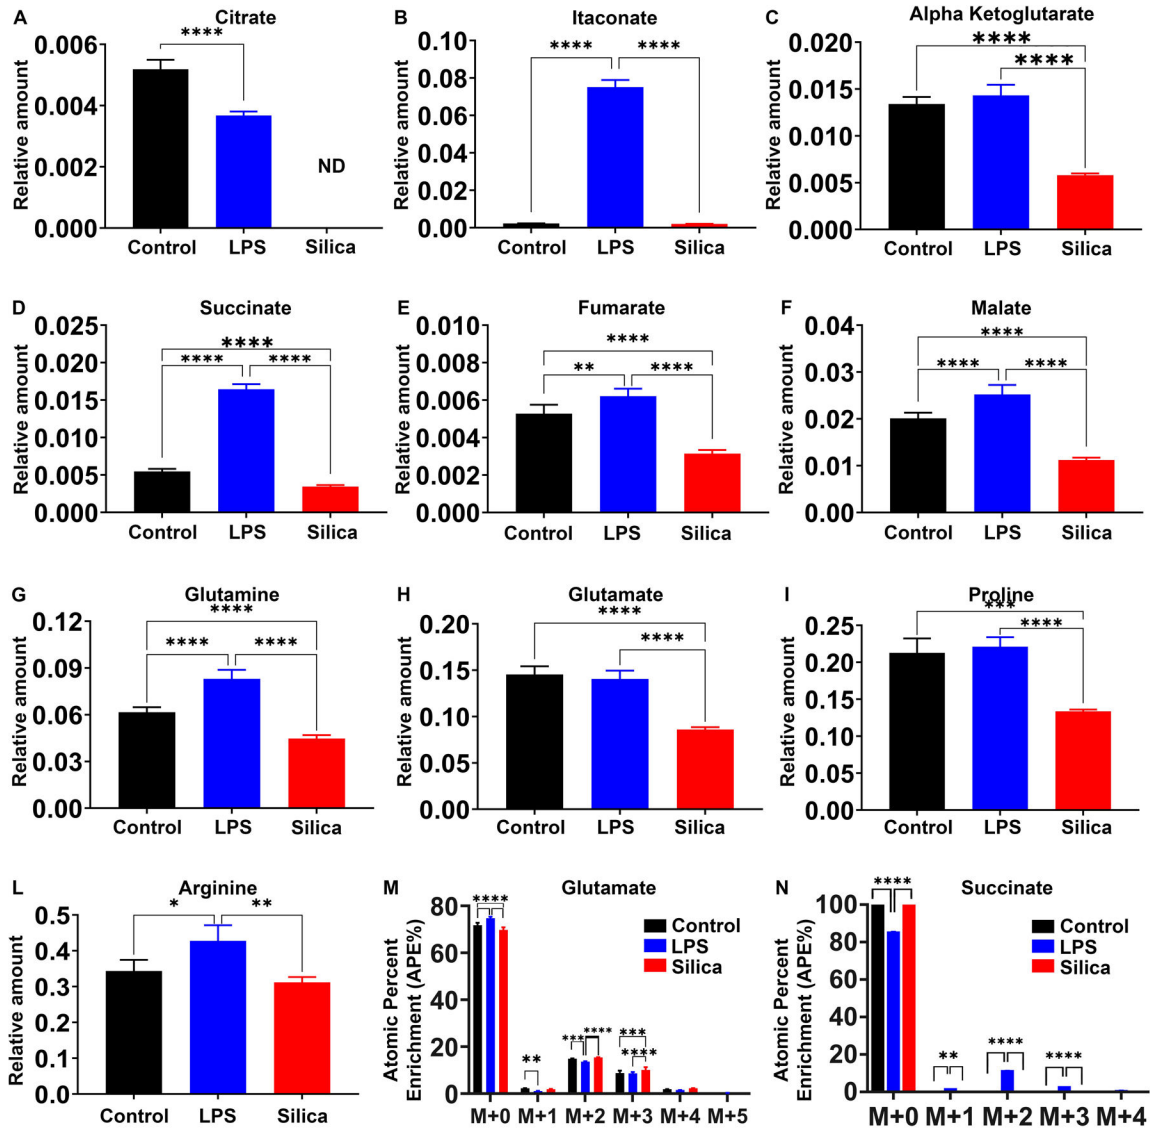 A Citrate
****
Relative amount
0.006
0.004
0.002
0.000
ND
Control LPS Silica
B Itaconate
**** ****
Relative amount
0.10
0.08
0.06
0.04
0.02
0.00
Control LPS Silica
C Alpha Ketoglutarate
****
****
Relative amount
0.020
0.015
0.010
0.005
0.000
Control LPS Silica
D Succinate
****
**** ****
Relative amount
0.025
0.020
0.015
0.010
0.005
0.000
Control LPS Silica
E Fumarate
****
** ****
Relative amount
0.010
0.008
0.006
0.004
0.002
0.000
Control LPS Silica
F Malate
****
**** ****
Relative amount
0.04
0.03
0.02
0.01
0.00
Control LPS Silica
G Glutamine
****
**** ****
Relative amount
0.12
0.09
0.06
0.03
0.00
Control LPS Silica
H Glutamate
****
****
Relative amount
0.20
0.15
0.10
0.05
0.00
Control LPS Silica
I Proline
***
****
Relative amount
0.25
0.20
0.15
0.10
0.05
0.00
Control LPS Silica
L Arginine
* **
Relative amount
0.5
0.4
0.3
0.2
0.1
0.0
Control LPS Silica
M Glutamate
Atomic Percent
Enrichment (APE%)
80
60
40
20
0
****
**
*** ****
***
****
Control
LPS
Silica
M+0 M+1 M+2 M+3 M+4 M+5
N Succinate
Atomic Percent
Enrichment (APE%)
100
80
60
40
20
0
****
** **** ****
Control
LPS
Silica
M+0 M+1 M+2 M+3 M+4